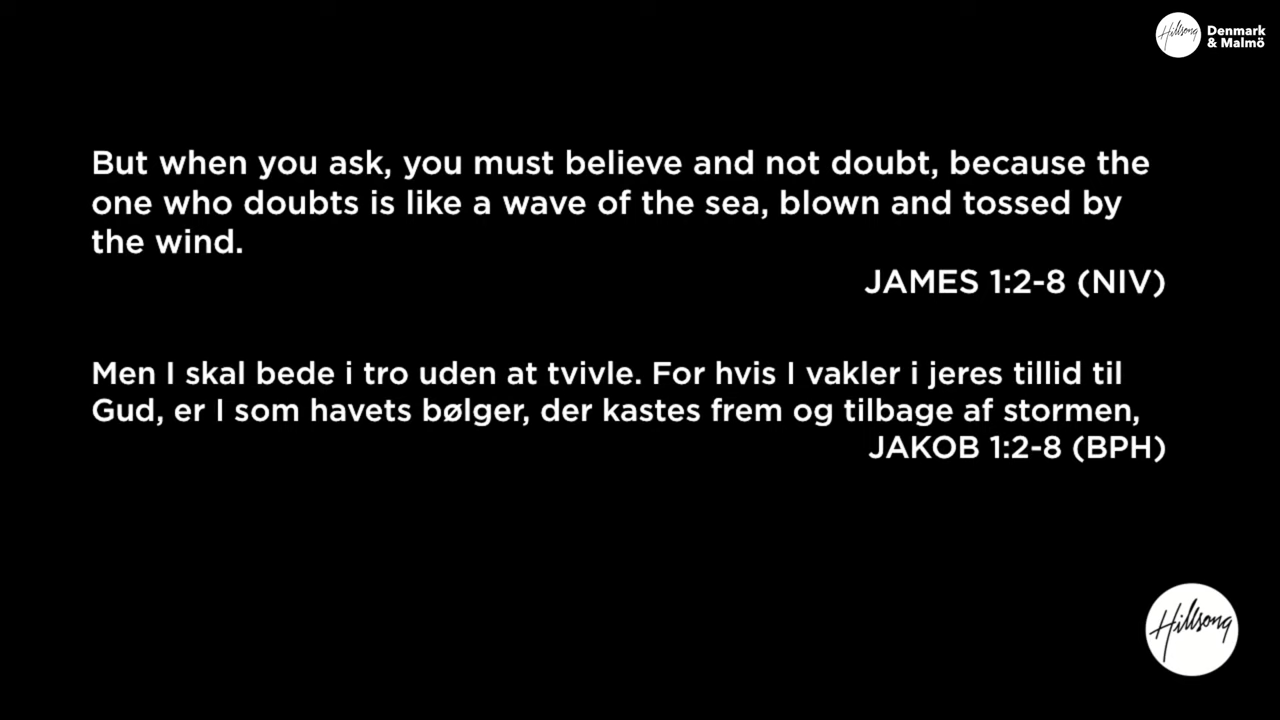 Hillsong
Denmark
& Malmö
But when you ask, you must believe and not doubt, because the
one who doubts is like a wave of the sea, blown and tossed by
the wind.
JAMES 1:2-8 (NIV)
Men I skal bede i tro uden at tvivle. For hvis I vakler i jeres tillid til
Gud, er I som havets bølger, der kastes frem og tilbage af stormen,
JAKOB 1:2-8 (BPH)
Hillsong